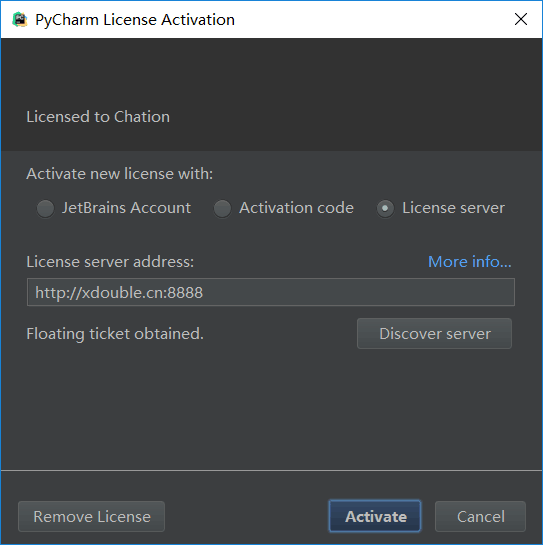 PyCharm License Activation
Licensed to Chation
Activate new license with:
JetBrains Account Activation code License server
License server address: More info...
http://xdouble.cn:8888
Floating ticket obtained. Discover server
Remove License Activate Cancel